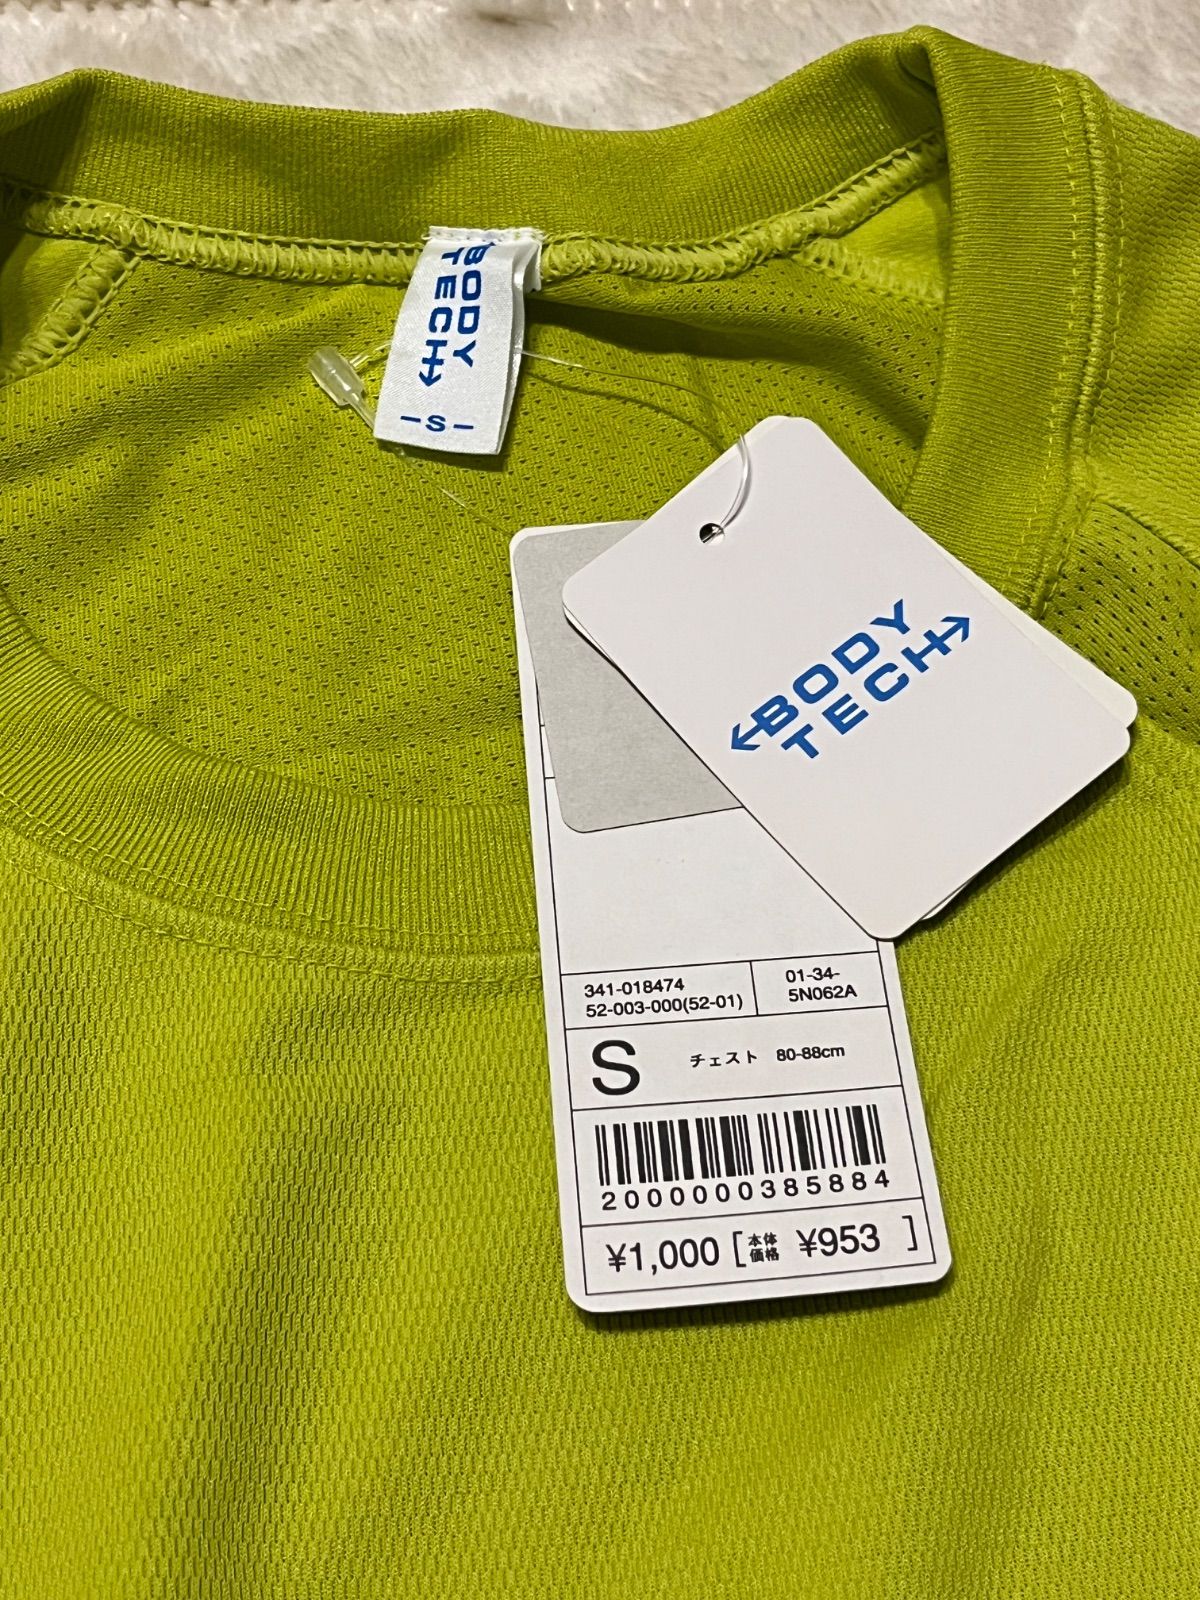 BODY
TECH
-S-
BODY
TECH
341-018474
52-003-000(52-01)
01-34-
5N062A
S チェスト 80-88cm
2000000385884
¥1,000 [本体価格 ¥953 ]